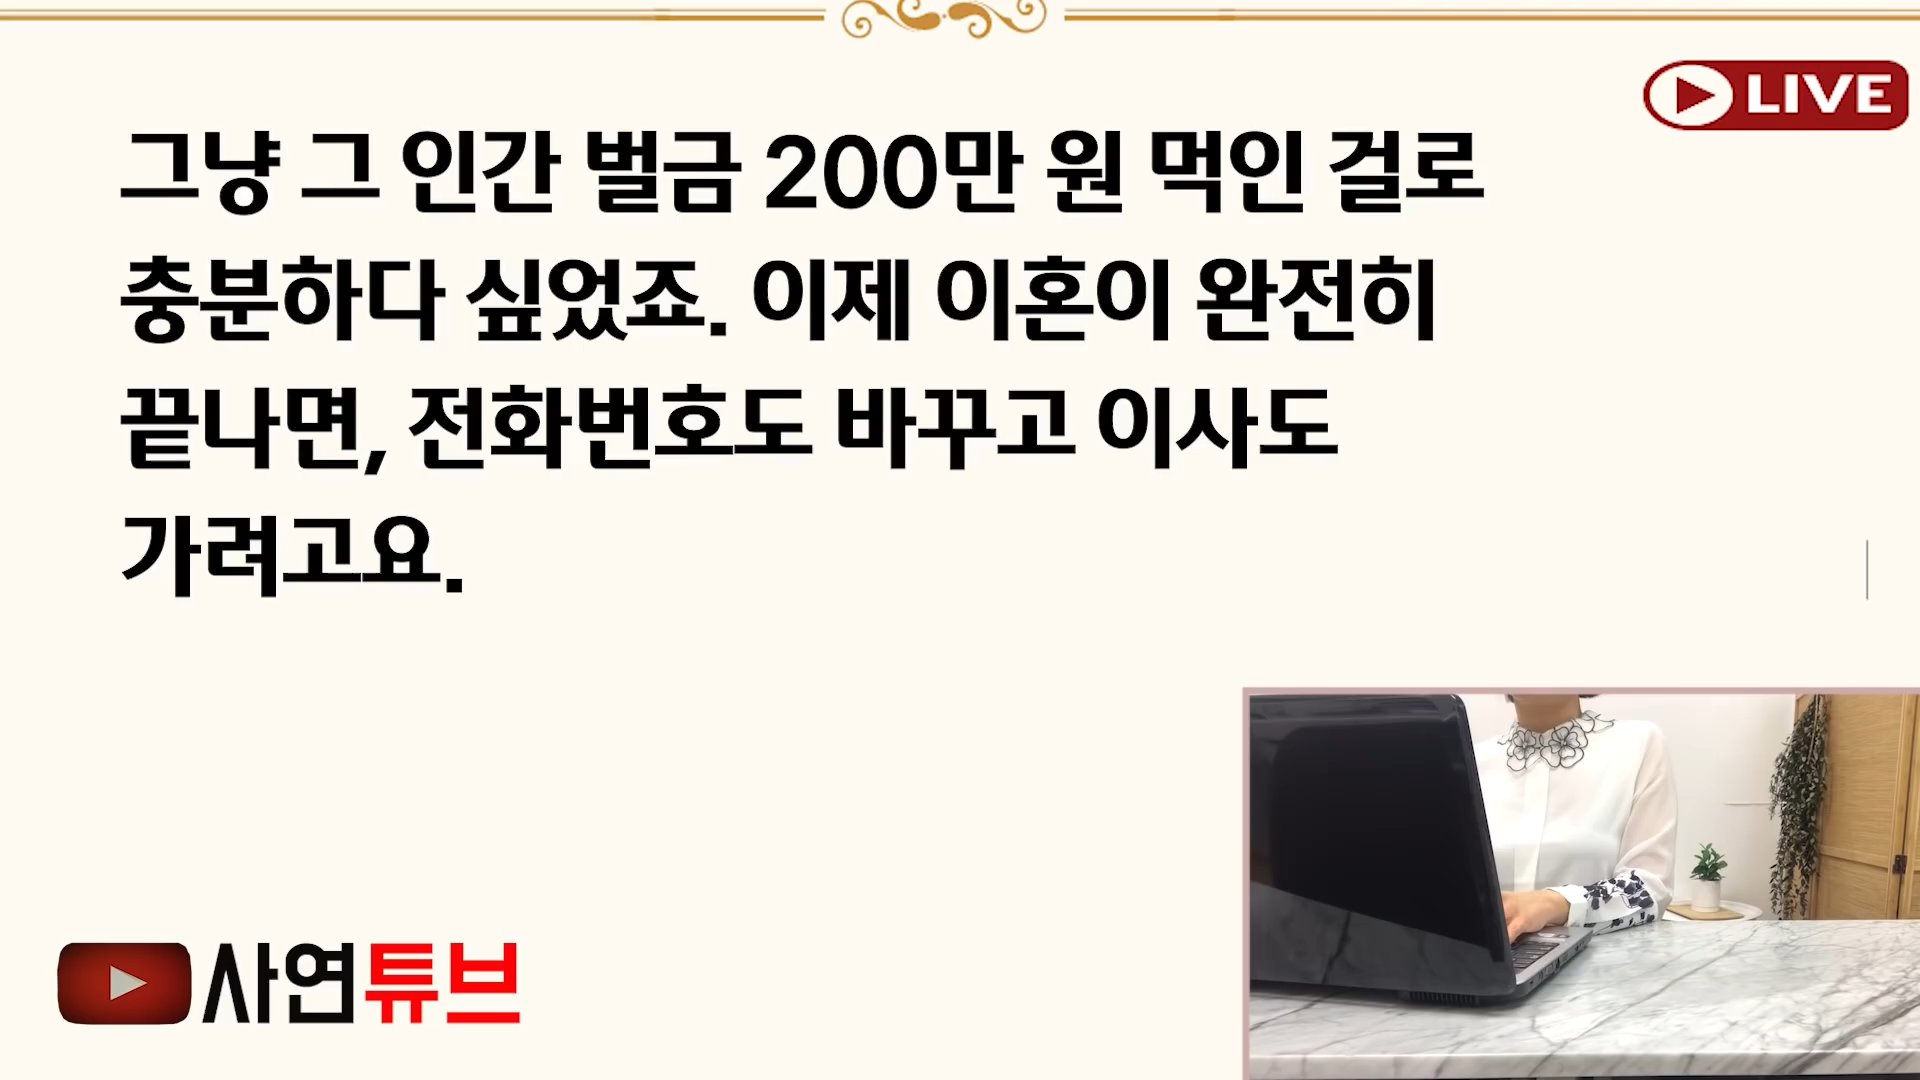 LIVE
그냥 그 인간 벌금 200만 원 먹인 걸로
충분하다 싶었죠. 이제 이혼이 완전히
끝나면, 전화번호도 바꾸고 이사도
가려고요.
사연튜브